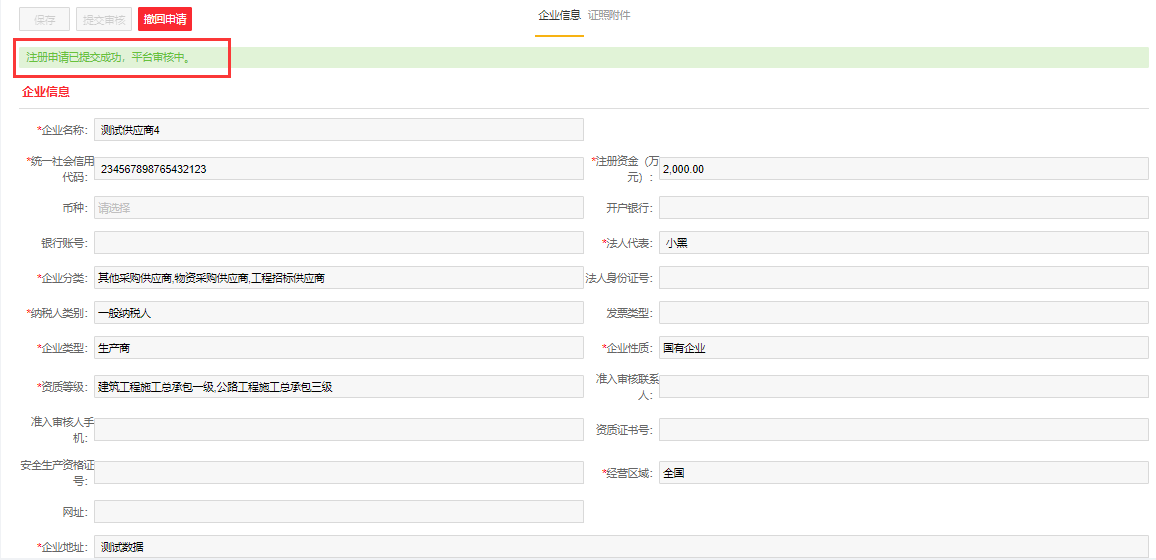 保存 提交审核 撤回申请 企业信息 证照附件
注册申请已提交成功，平台审核中。
企业信息
*企业名称： 测试供应商4
*统一社会信用代码： 234567898765432123 *注册资金（万元）： 2,000.00
币种： 请选择 开户银行：
银行账号： *法人代表： 小黑
*企业分类： 其他采购供应商,物资采购供应商,工程招标供应商 法人身份证号：
*纳税人类别： 一般纳税人 发票类型：
*企业类型： 生产商 *企业性质： 国有企业
*资质等级： 建筑工程施工总承包一级,公路工程施工总承包三级 准入审核联系人：
准入审核人手机： 资质证书号：
安全生产资格证号： *经营区域： 全国
网址：
*企业地址： 测试数据